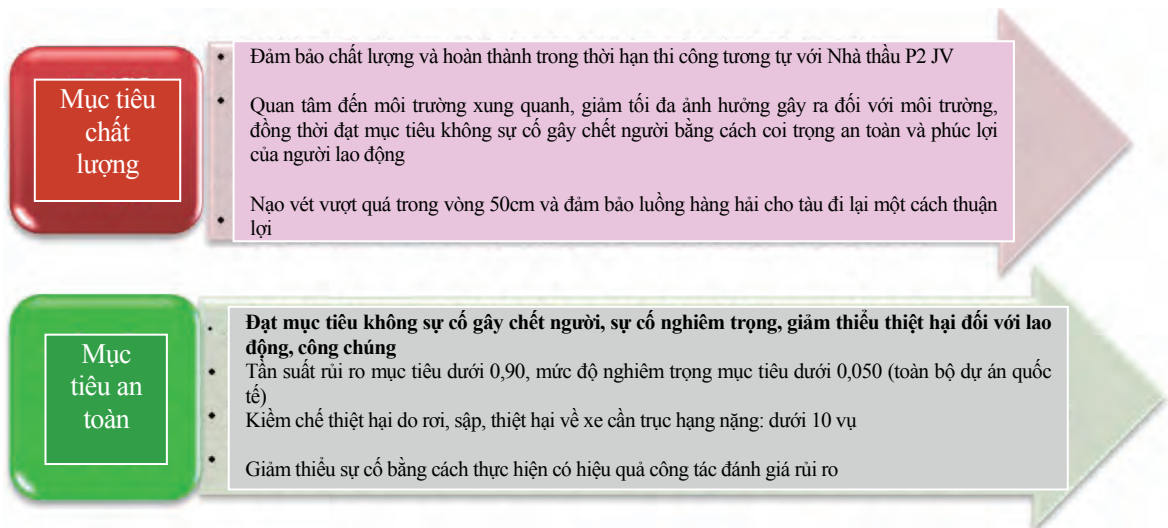 Mục tiêu
chất
lượng
• Đảm bảo chất lượng và hoàn thành trong thời hạn thi công tương tự với Nhà thầu P2 JV
• Quan tâm đến môi trường xung quanh, giảm tối đa ảnh hưởng gây ra đối với môi trường,
đồng thời đạt mục tiêu không sự cố gây chết người bằng cách coi trọng an toàn và phúc lợi
của người lao động
• Nạo vét vượt quá trong vòng 50cm và đảm bảo luồng hàng hải cho tàu đi lại một cách thuận
lợi
Mục
tiêu an
toàn
• Đạt mục tiêu không sự cố gây chết người, sự cố nghiêm trọng, giảm thiểu thiệt hại đối với lao
động, công chúng
• Tần suất rủi ro mục tiêu dưới 0,90, mức độ nghiêm trọng mục tiêu dưới 0,050 (toàn bộ dự án quốc
tế)
• Kiềm chế thiệt hại do rơi, sập, thiệt hại về xe cần trục hạng nặng: dưới 10 vụ
• Giảm thiểu sự cố bằng cách thực hiện có hiệu quả công tác đánh giá rủi ro